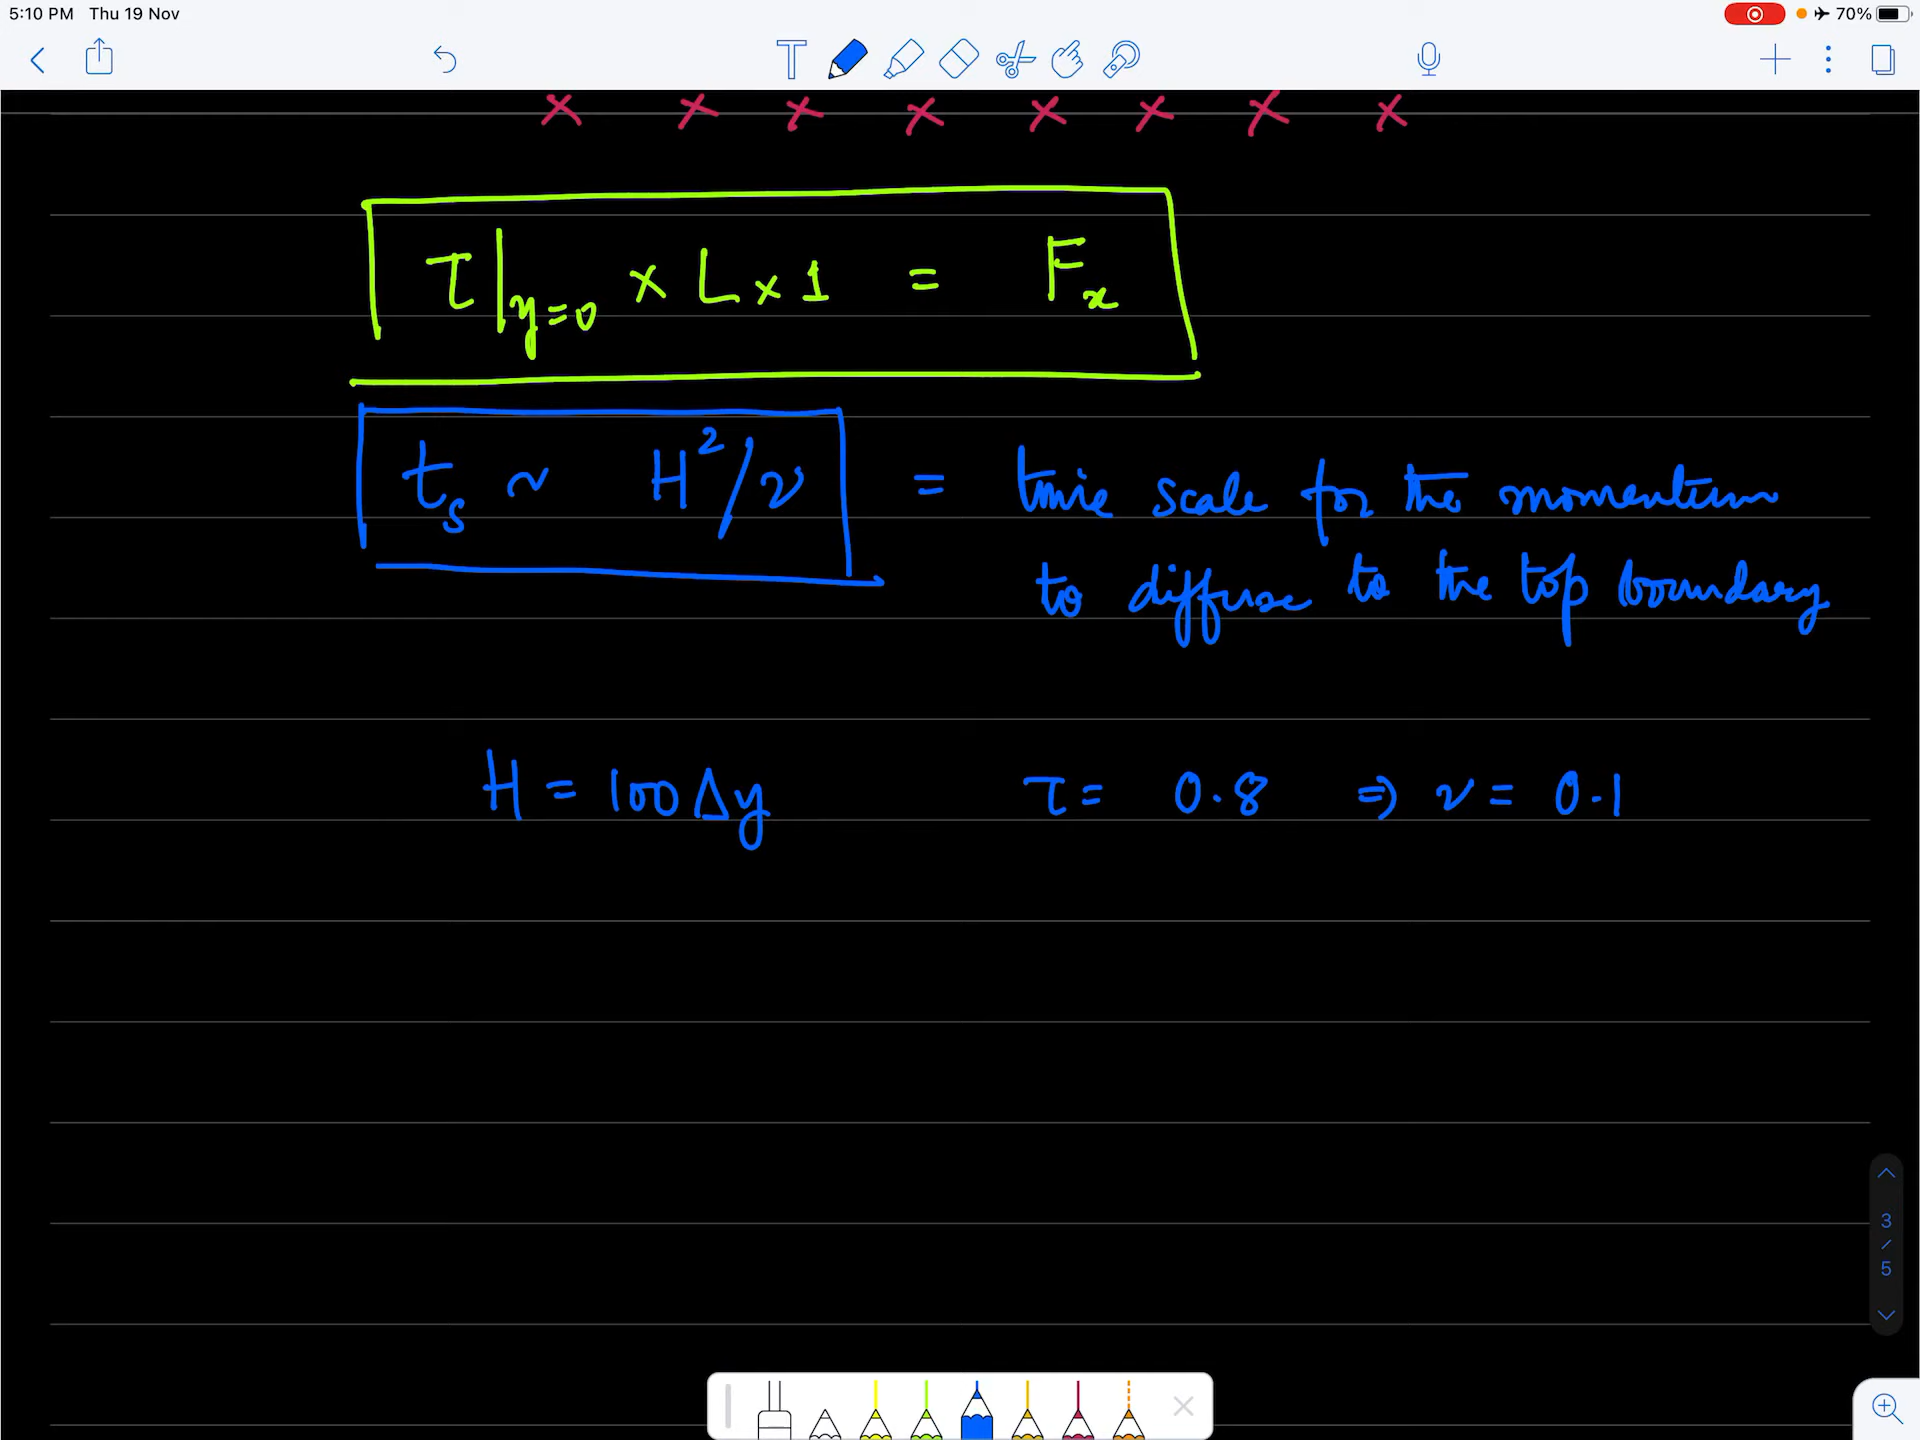 5:10 PM Thu 19 Nov
70%
T
× × × × × × × ×
τ|y=0 × L × 1 = Fx
ts ~ H²/ν = time scale for the momentum
to diffuse to the top boundary
H = 100 Δy τ = 0.8 ⇒ ν = 0.1
3
/
5